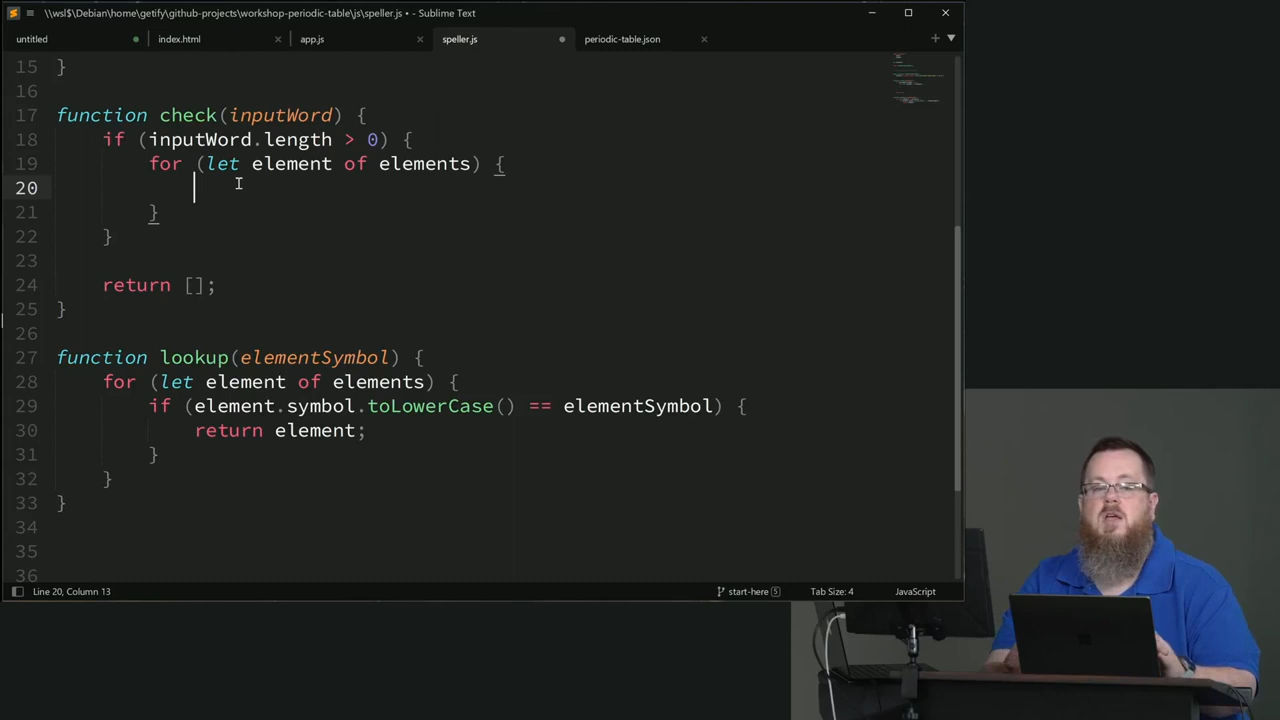 \\wsl$\Debian\home\getify\github-projects\workshop-periodic-table\js\speller.js • - Sublime Text
untitled
index.html
app.js
speller.js
periodic-table.json
15 }
16
17 function check(inputWord) {
18 if (inputWord.length > 0) {
19 for (let element of elements) {
20
21 }
22 }
23
24 return [];
25 }
26
27 function lookup(elementSymbol) {
28 for (let element of elements) {
29 if (element.symbol.toLowerCase() == elementSymbol) {
30 return element;
31 }
32 }
33 }
34
35
36
Line 20, Column 13
start-here 5
Tab Size: 4
JavaScript